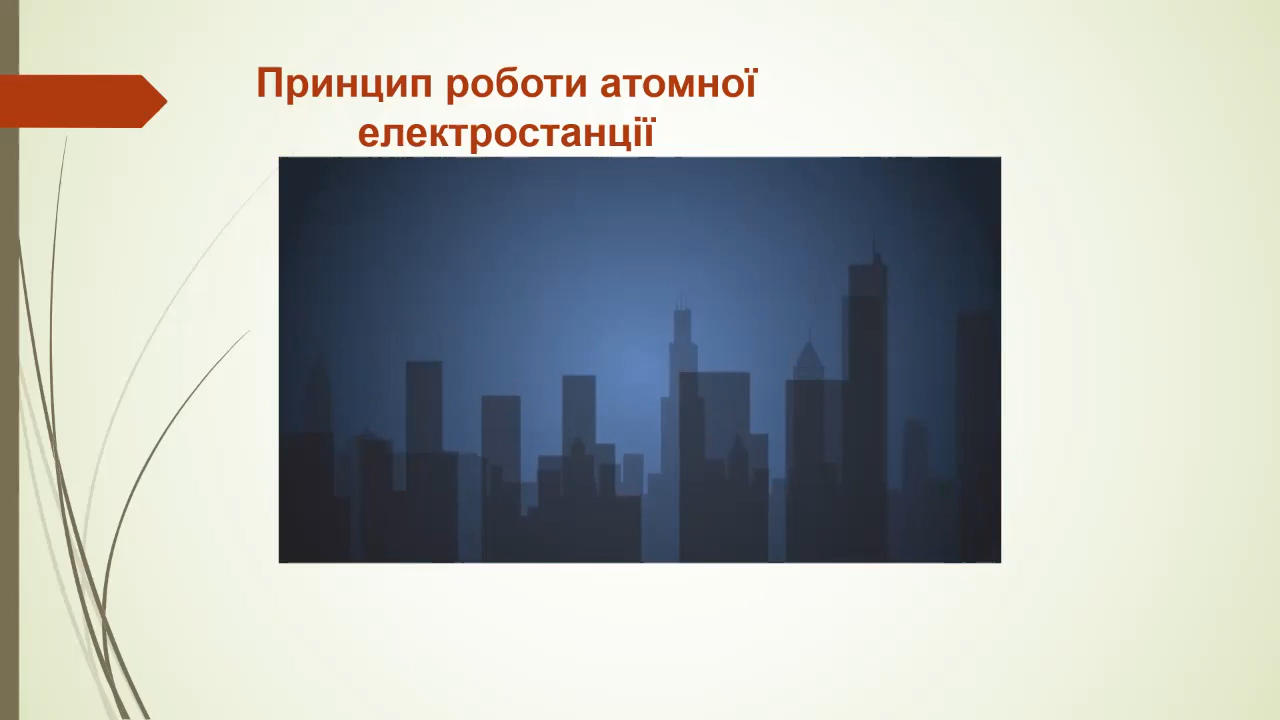 Принцип роботи атомної
електростанції